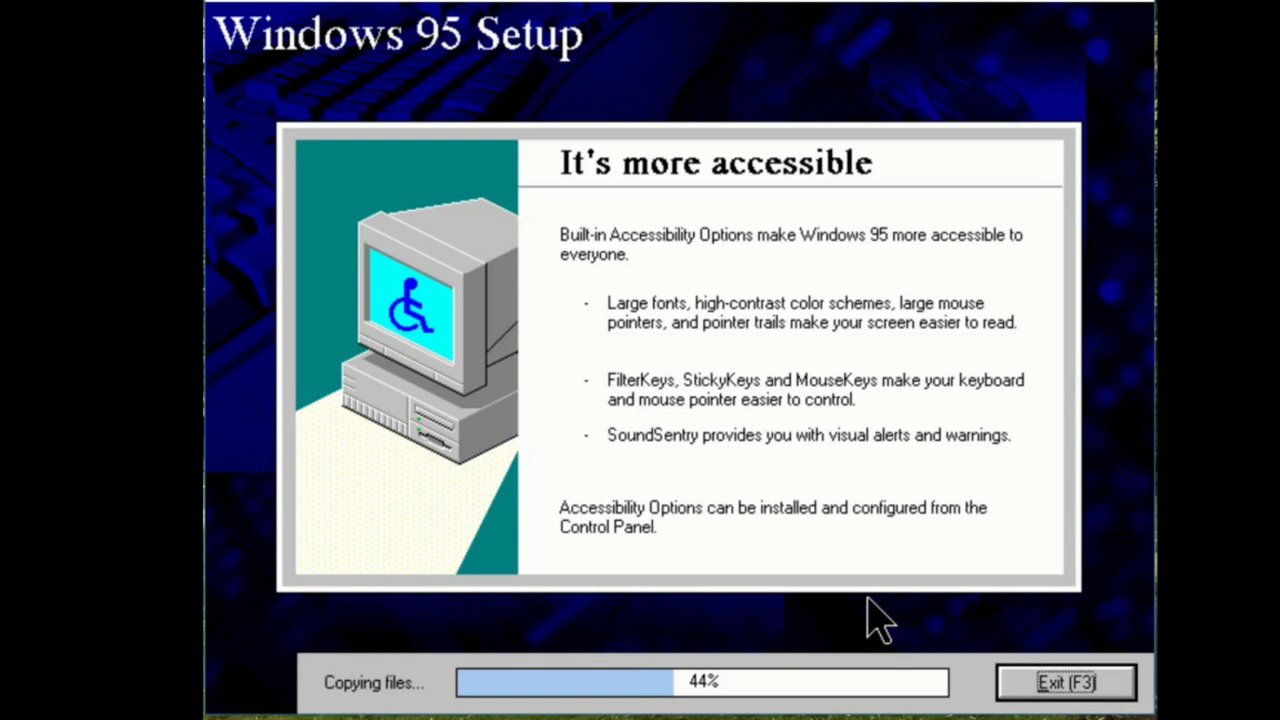 Windows 95 Setup
It's more accessible
Built-in Accessibility Options make Windows 95 more accessible to
everyone.
- Large fonts, high-contrast color schemes, large mouse
pointers, and pointer trails make your screen easier to read.
- FilterKeys, StickyKeys and MouseKeys make your keyboard
and mouse pointer easier to control.
- SoundSentry provides you with visual alerts and warnings.
Accessibility Options can be installed and configured from the
Control Panel.
Copying files... 44% Exit (F3)